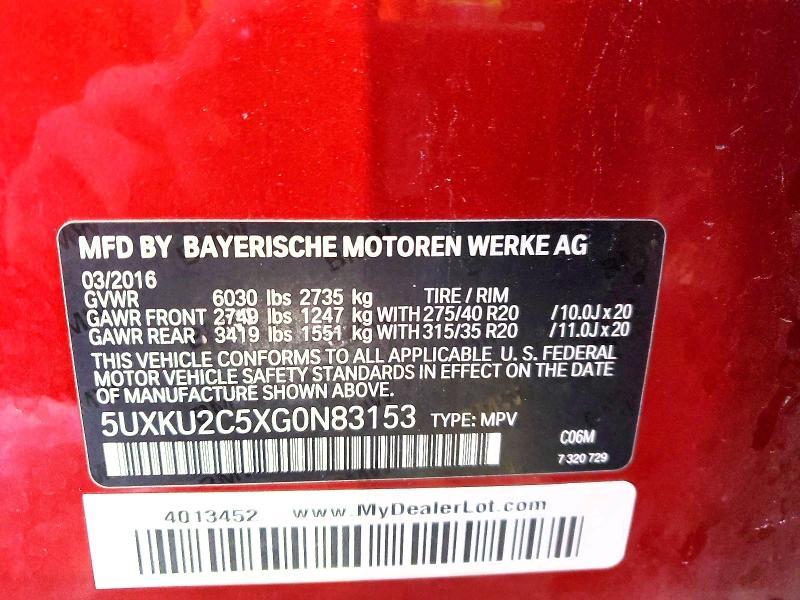 MFD BY BAYERISCHE MOTOREN WERKE AG
03/2016
GVWR 6030 lbs 2735 kg TIRE / RIM
GAWR FRONT 2749 lbs 1247 kg WITH 275/40 R20 /10.0J x 20
GAWR REAR 3419 lbs 1551 kg WITH 315/35 R20 /11.0J x 20
THIS VEHICLE CONFORMS TO ALL APPLICABLE U. S. FEDERAL
MOTOR VEHICLE SAFETY STANDARDS IN EFFECT ON THE DATE
OF MANUFACTURE SHOWN ABOVE.
5UXKU2C5XG0N83153 TYPE: MPV
C06M
7 320 729
4013452 www.MyDealerLot.com